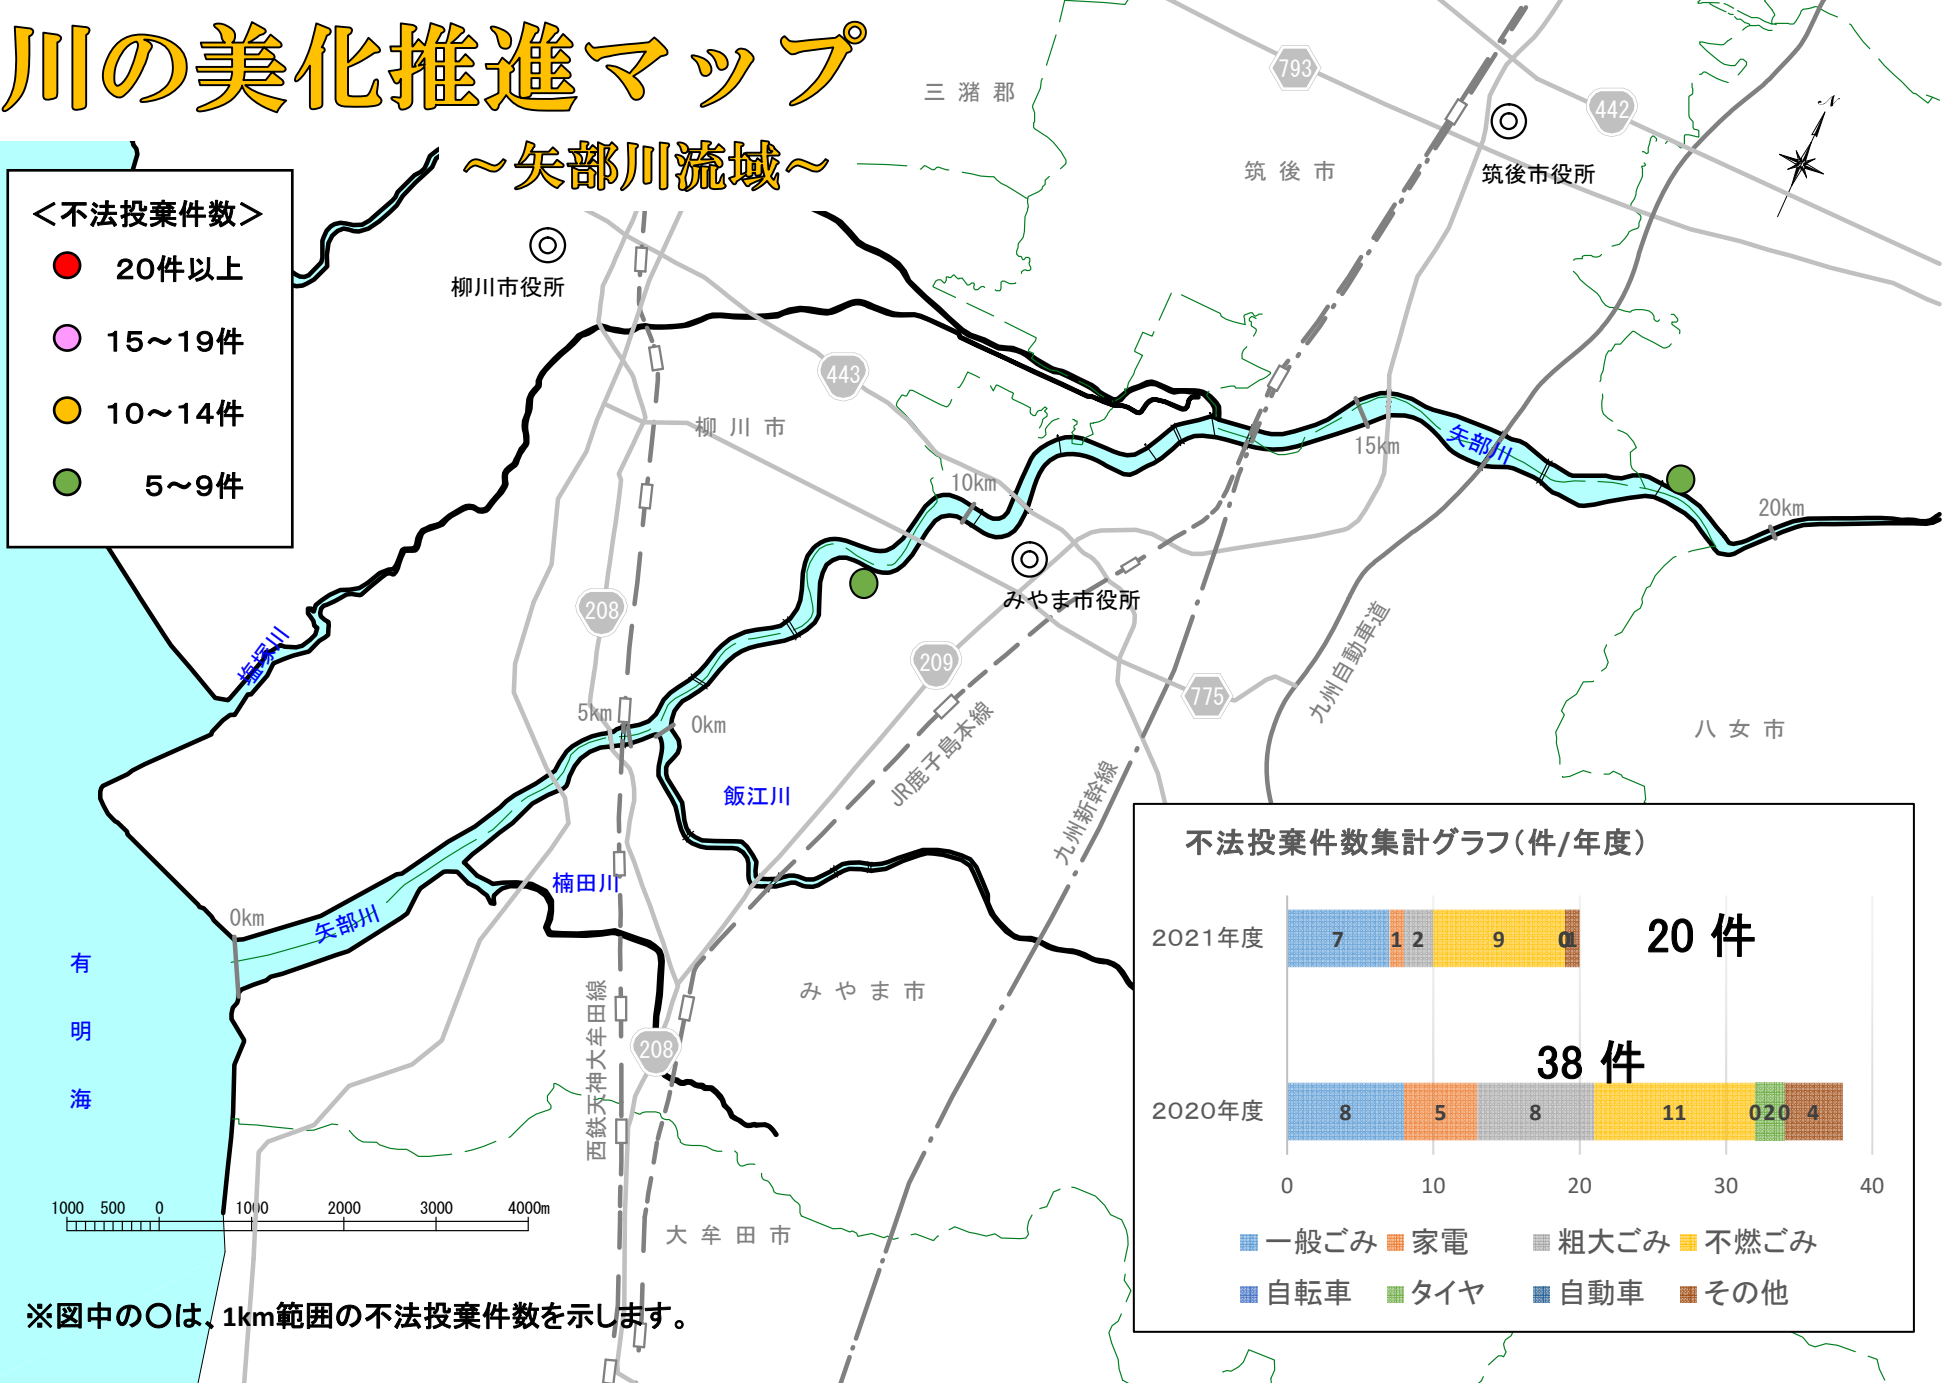 川の美化推進マップ
～矢部川流域～
＜不法投棄件数＞
20件以上
15～19件
10～14件
5～9件
三潴郡
793
442
N
筑後市
筑後市役所
柳川市役所
443
柳川市
15km
矢部川
10km
20km
みやま市役所
208
塩塚川
209
775
九州自動車道
5km
0km
八女市
JR鹿子島本線
飯江川
九州新幹線
楠田川
0km
矢部川
有明海
みやま市
西鉄天神大牟田線
208
大牟田市
1000 500 0 1000 2000 3000 4000m
※図中の○は、1km範囲の不法投棄件数を示します。
不法投棄件数集計グラフ（件/年度）
2021年度 7 1 2 9 0 1 20 件
38 件
2020年度 8 5 8 11 0 2 0 4
0 10 20 30 40
一般ごみ 家電 粗大ごみ 不燃ごみ
自転車 タイヤ 自動車 その他